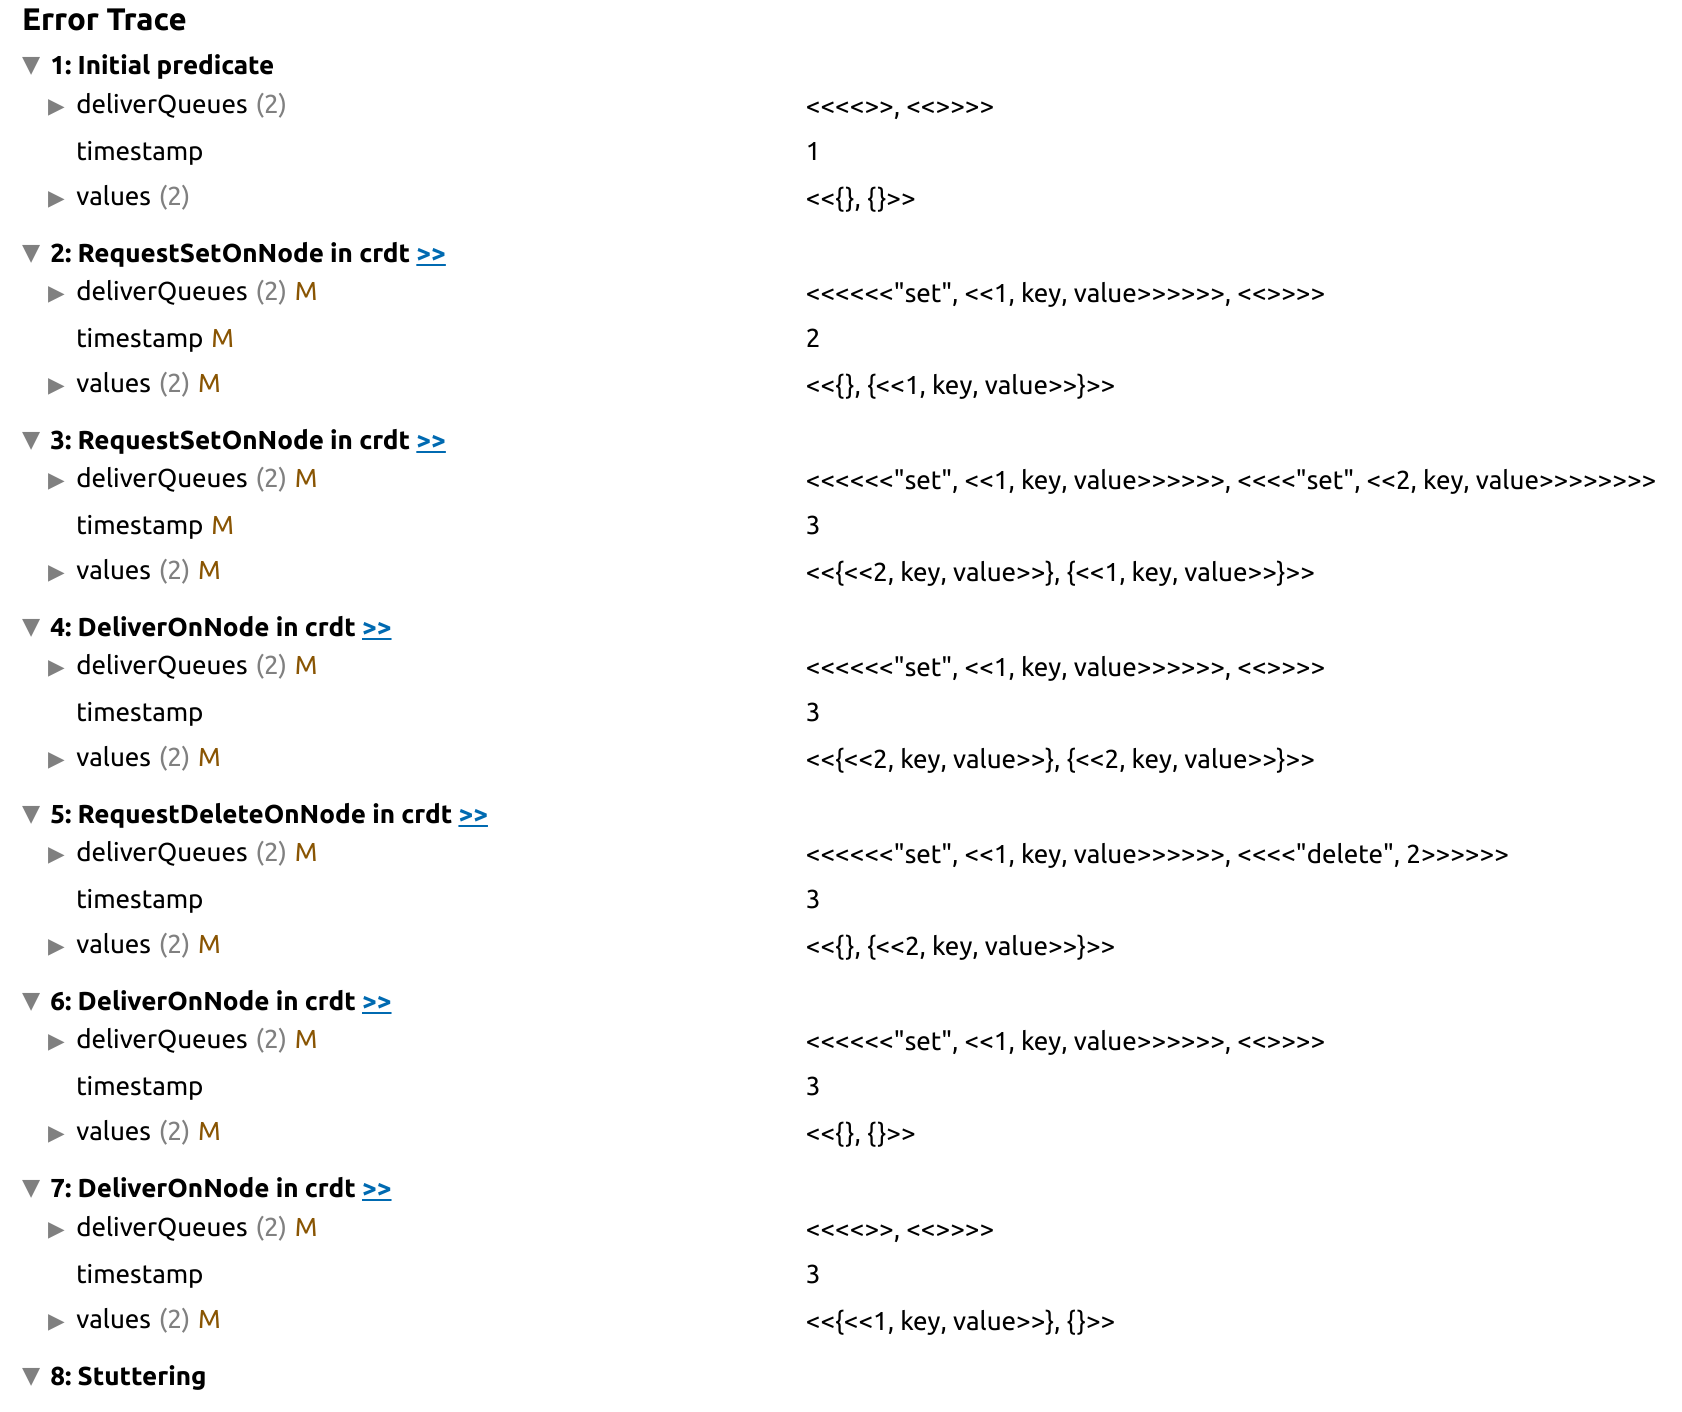 Error Trace
▼ 1: Initial predicate
▶ deliverQueues (2) <<<<>>, <<>>>>
timestamp 1
▶ values (2) <<{}, {}>>
▼ 2: RequestSetOnNode in crdt >>
▶ deliverQueues (2) M <<<<<<"set", <<1, key, value>>>>>>, <<>>>>
timestamp M 2
▶ values (2) M <<{}, {<<1, key, value>>}>>
▼ 3: RequestSetOnNode in crdt >>
▶ deliverQueues (2) M <<<<<<"set", <<1, key, value>>>>>>, <<<<"set", <<2, key, value>>>>>>>>
timestamp M 3
▶ values (2) M <<{<<2, key, value>>}, {<<1, key, value>>}>>
▼ 4: DeliverOnNode in crdt >>
▶ deliverQueues (2) M <<<<<<"set", <<1, key, value>>>>>>, <<>>>>
timestamp 3
▶ values (2) M <<{<<2, key, value>>}, {<<2, key, value>>}>>
▼ 5: RequestDeleteOnNode in crdt >>
▶ deliverQueues (2) M <<<<<<"set", <<1, key, value>>>>>>, <<<<"delete", 2>>>>>>
timestamp 3
▶ values (2) M <<{}, {<<2, key, value>>}>>
▼ 6: DeliverOnNode in crdt >>
▶ deliverQueues (2) M <<<<<<"set", <<1, key, value>>>>>>, <<>>>>
timestamp 3
▶ values (2) M <<{}, {}>>
▼ 7: DeliverOnNode in crdt >>
▶ deliverQueues (2) M <<<<>>, <<>>>>
timestamp 3
▶ values (2) M <<{<<1, key, value>>}, {}>>
▼ 8: Stuttering